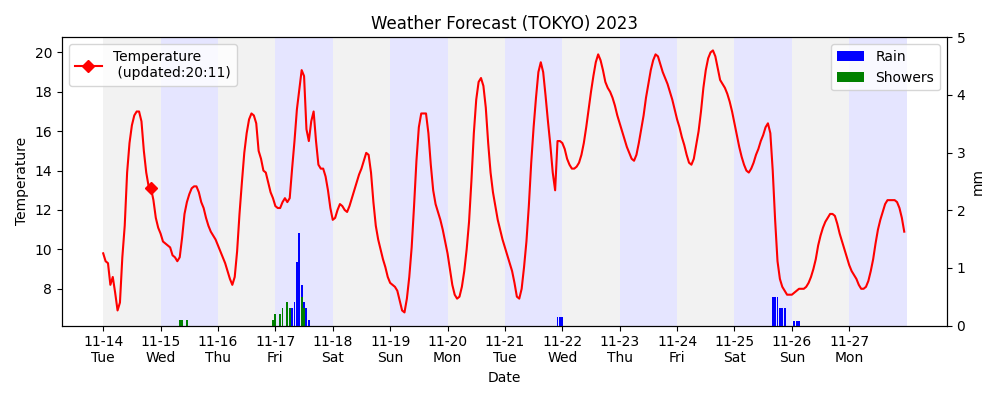 Weather Forecast (TOKYO) 2023
Temperature
(updated:20:11)
Rain
Showers
Temperature
20
18
16
14
12
10
8
5
4
3
2
1
0
mm
11-14 11-15 11-16 11-17 11-18 11-19 11-20 11-21 11-22 11-23 11-24 11-25 11-26 11-27
Tue Wed Thu Fri Sat Sun Mon Tue Wed Thu Fri Sat Sun Mon
Date